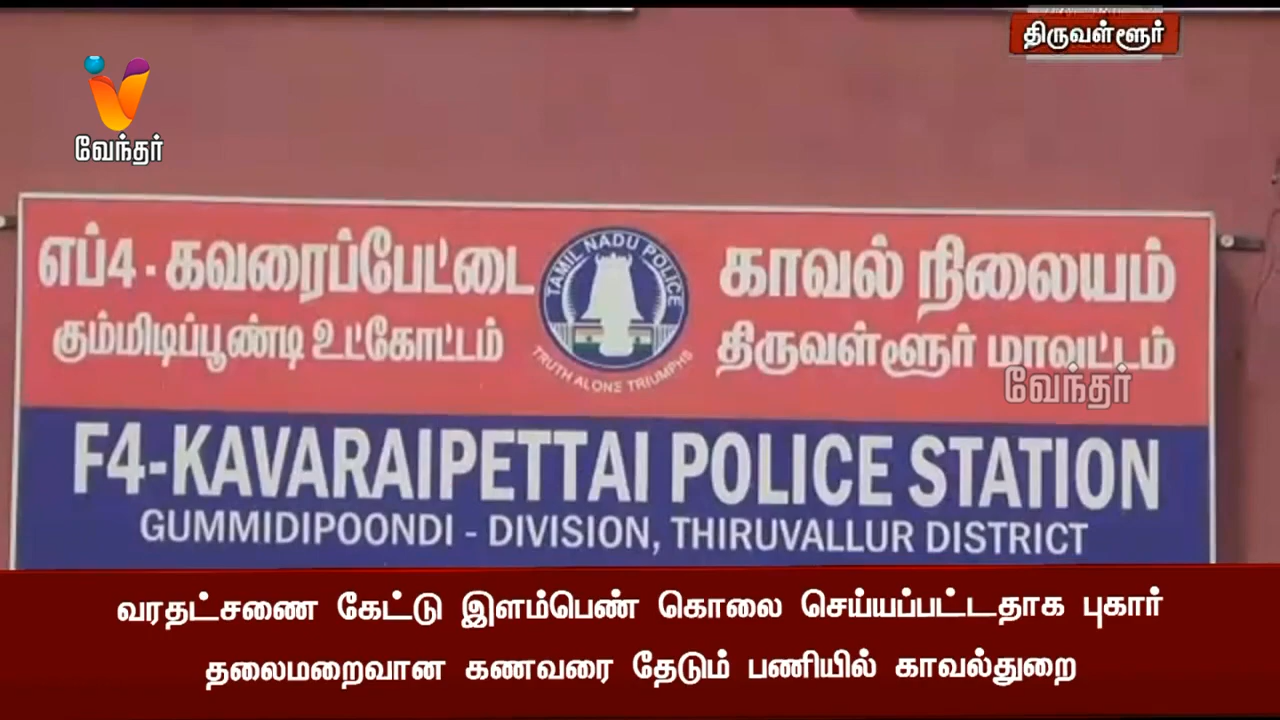 திருவள்ளூர்
வேந்தர்
எப்4 - கவரைப்பேட்டை காவல் நிலையம்
கும்மிடிப்பூண்டி உட்கோட்டம் திருவள்ளூர் மாவட்டம்
TAMIL NADU POLICE
TRUTH ALONE TRIUMPHS
வேந்தர்
F4-KAVARAIPETTAI POLICE STATION
GUMMIDIPOONDI - DIVISION, THIRUVALLUR DISTRICT
வரதட்சணை கேட்டு இளம்பெண் கொலை செய்யப்பட்டதாக புகார்
தலைமறைவான கணவரை தேடும் பணியில் காவல்துறை